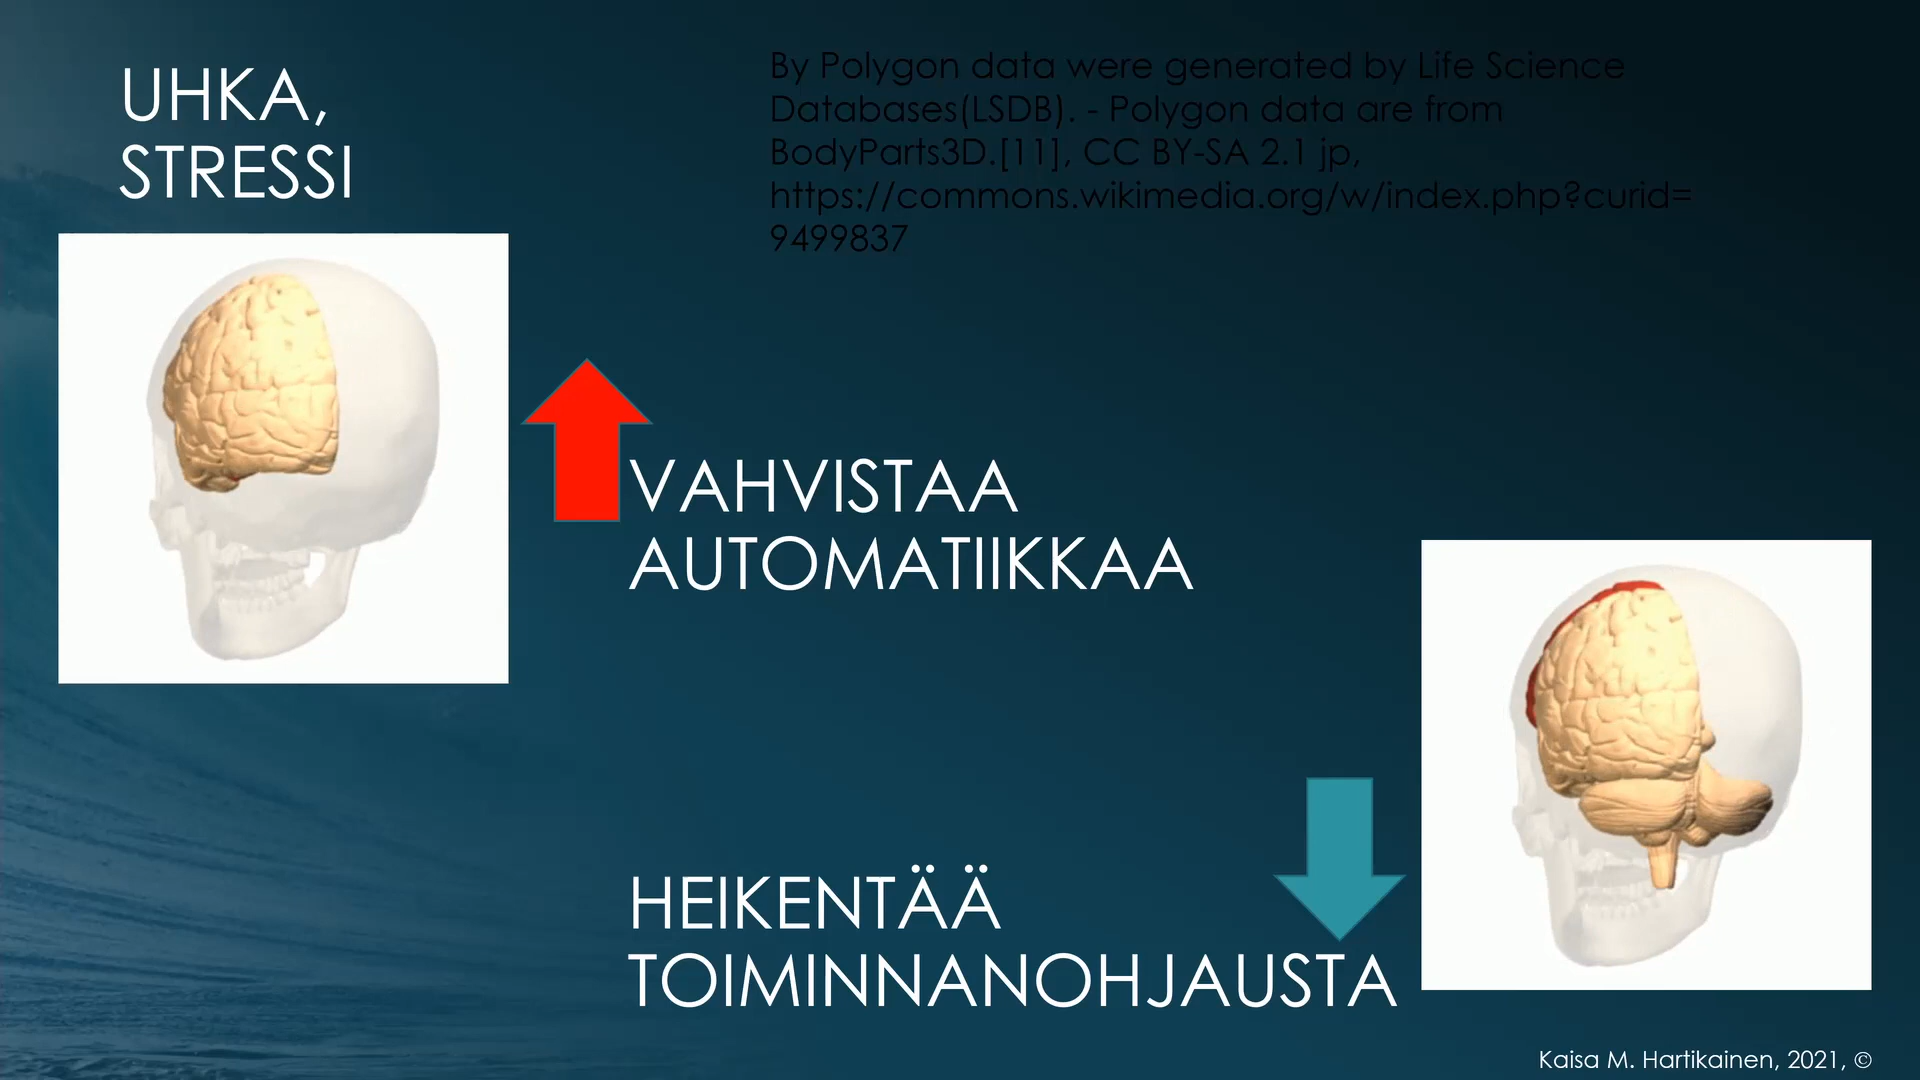 UHKA,
STRESSI
By Polygon data were generated by Life Science
Databases(LSDB). - Polygon data are from
BodyParts3D.[11], CC BY-SA 2.1 jp,
https://commons.wikimedia.org/w/index.php?curid=
9499837
VAHVISTAA
AUTOMATIIKKAA
HEIKENTÄÄ
TOIMINNANOHJAUSTA
Kaisa M. Hartikainen, 2021, ©